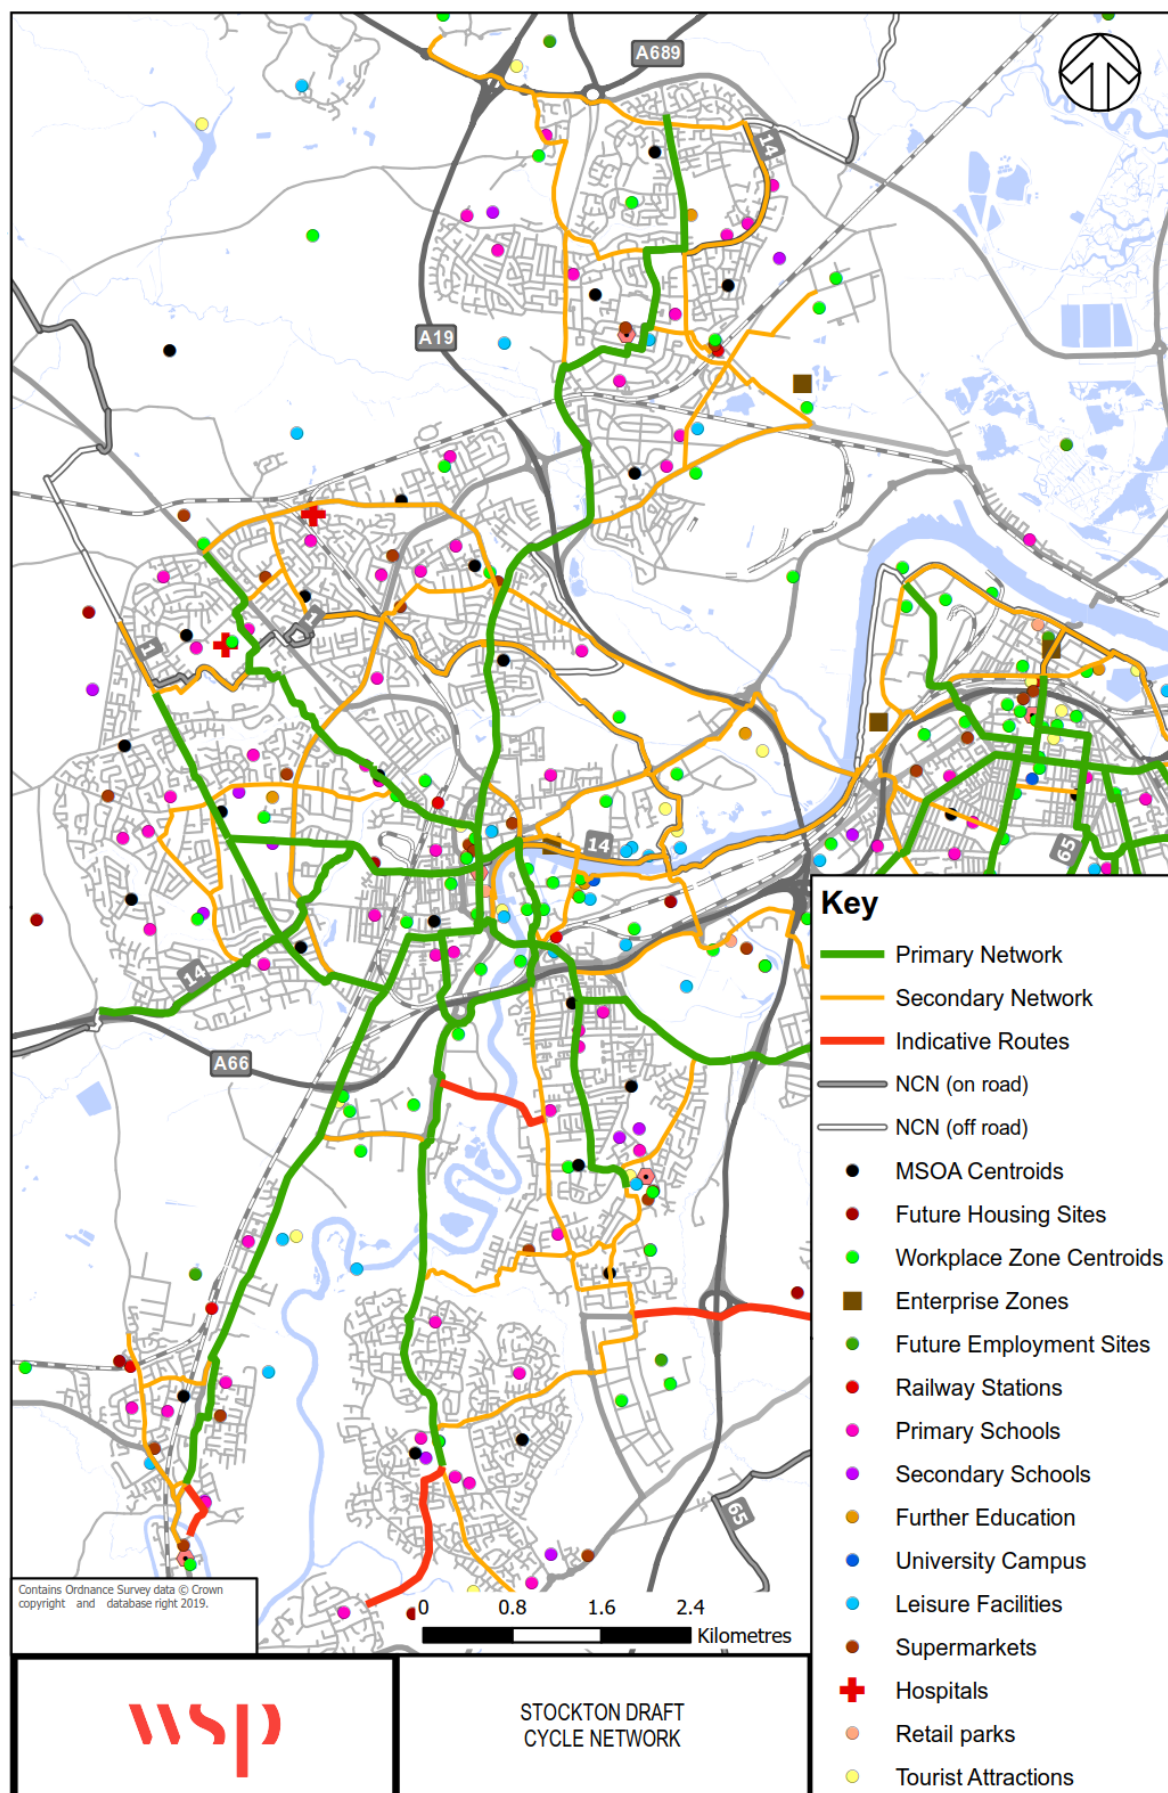 A689
14
A19
1
1
14
65
14
A66
65
Key
Primary Network
Secondary Network
Indicative Routes
NCN (on road)
NCN (off road)
MSOA Centroids
Future Housing Sites
Workplace Zone Centroids
Enterprise Zones
Future Employment Sites
Railway Stations
Primary Schools
Secondary Schools
Further Education
University Campus
Leisure Facilities
Supermarkets
Hospitals
Retail parks
Tourist Attractions
Contains Ordnance Survey data © Crown
copyright and database right 2019.
0 0.8 1.6 2.4
Kilometres
wsp
STOCKTON DRAFT
CYCLE NETWORK